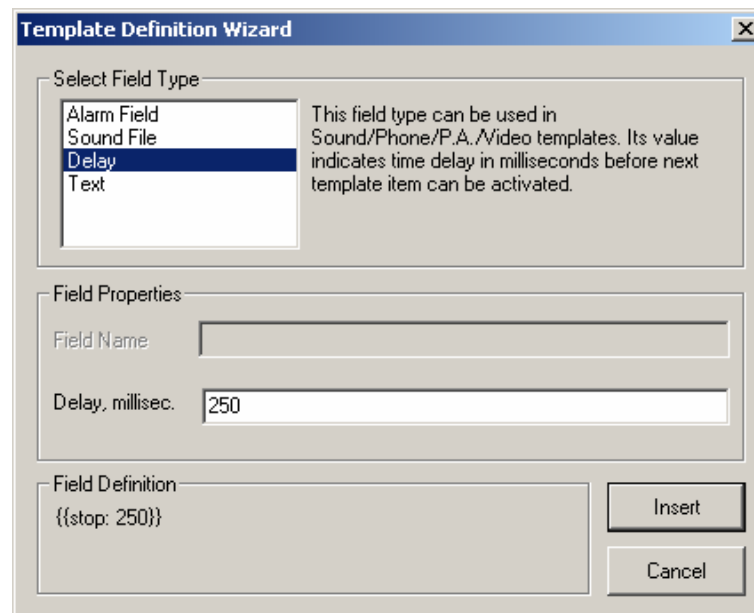 Template Definition Wizard
Select Field Type
Alarm Field
Sound File
Delay
Text
This field type can be used in
Sound/Phone/P.A./Video templates. Its value
indicates time delay in milliseconds before next
template item can be activated.
Field Properties
Field Name
Delay, millisec.
250
Field Definition
{{stop: 250}}
Insert
Cancel